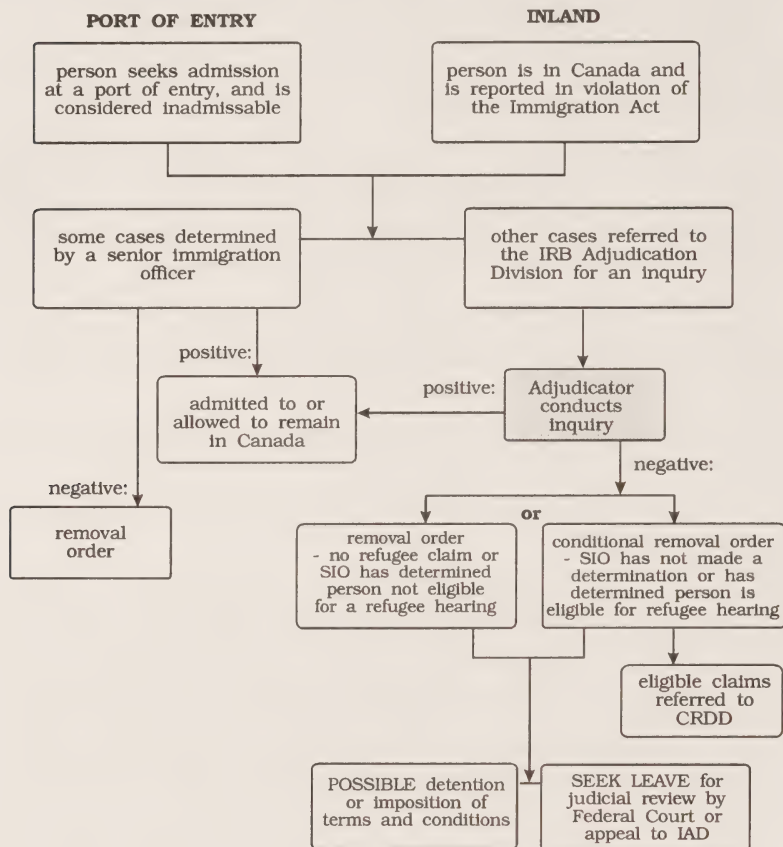 PORT OF ENTRY
INLAND
person seeks admission
at a port of entry, and is
considered inadmissable
person is in Canada and
is reported in violation of
the Immigration Act
some cases determined
by a senior immigration
officer
other cases referred to
the IRB Adjudication
Division for an inquiry
positive:
admitted to or
allowed to remain
in Canada
positive:
Adjudicator
conducts
inquiry
negative:
removal
order
negative:
or
removal order
- no refugee claim or
SIO has determined
person not eligible
for a refugee hearing
conditional removal order
- SIO has not made a
determination or has
determined person is
eligible for refugee hearing
eligible claims
referred to
CRDD
POSSIBLE detention
or imposition of
terms and conditions
SEEK LEAVE for
judicial review by
Federal Court or
appeal to IAD